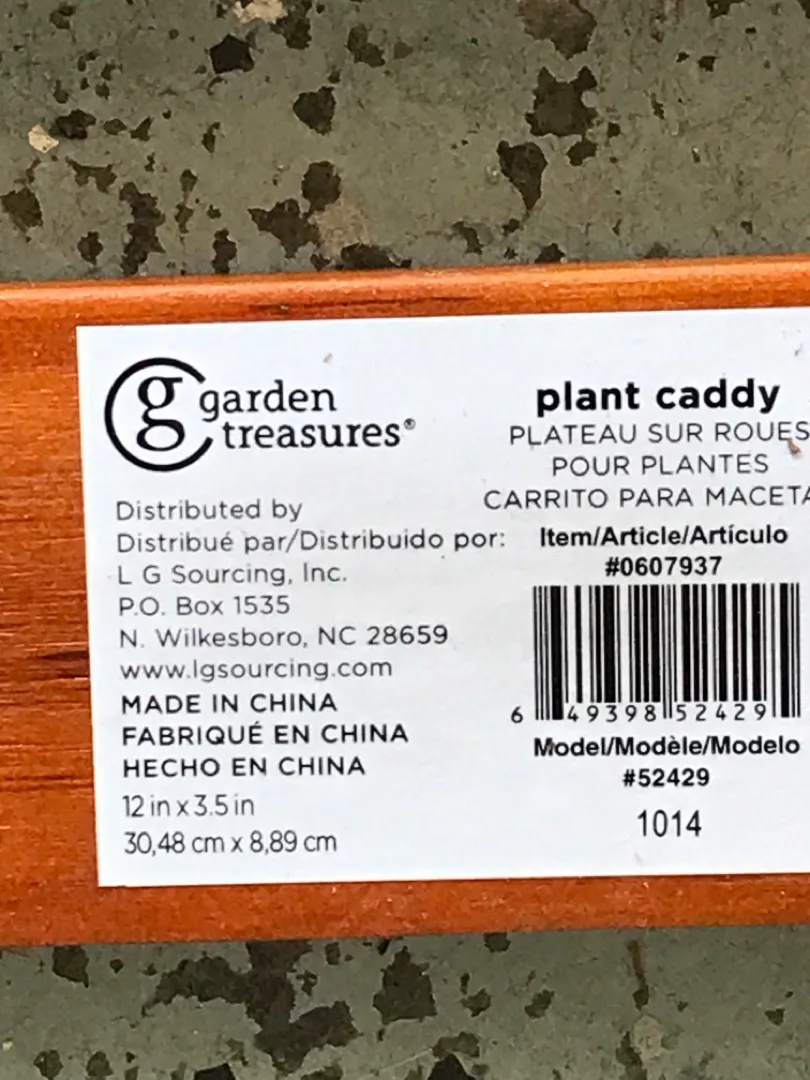 g garden
treasures®
Distributed by
Distribué par/Distribuido por:
L G Sourcing, Inc.
P.O. Box 1535
N. Wilkesboro, NC 28659
www.lgsourcing.com
MADE IN CHINA
FABRIQUÉ EN CHINA
HECHO EN CHINA
12 in x 3.5 in
30,48 cm x 8,89 cm
plant caddy
PLATEAU SUR ROUES
POUR PLANTES
CARRITO PARA MACETA
Item/Article/Artículo
#0607937
6 49398 52429
Model/Modèle/Modelo
#52429
1014